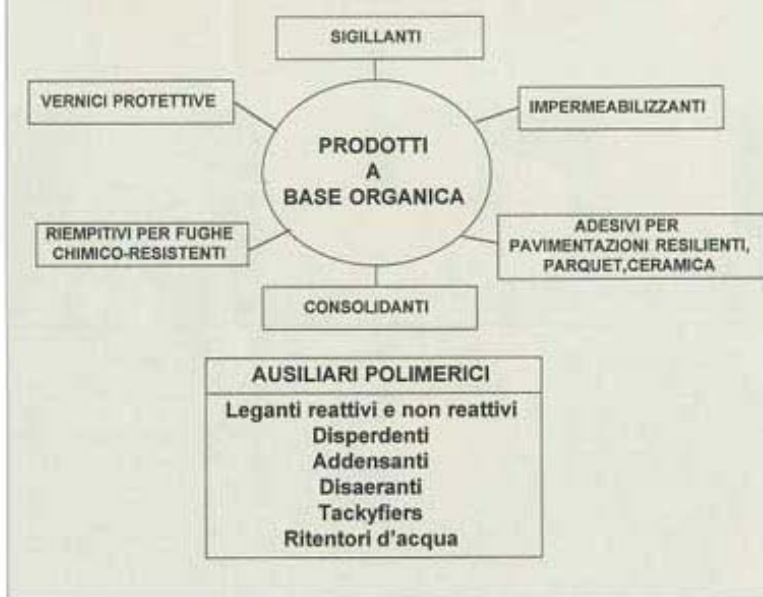 SIGILLANTI
VERNICI PROTETTIVE
IMPERMEABILIZZANTI
PRODOTTI
A
BASE ORGANICA
RIEMPITIVI PER FUGHE
CHIMICO-RESISTENTI
ADESIVI PER
PAVIMENTAZIONI RESILIENTI,
PARQUET,CERAMICA
CONSOLIDANTI
AUSILIARI POLIMERICI
Leganti reattivi e non reattivi
Disperdenti
Addensanti
Disaeranti
Tackyfiers
Ritentori d'acqua